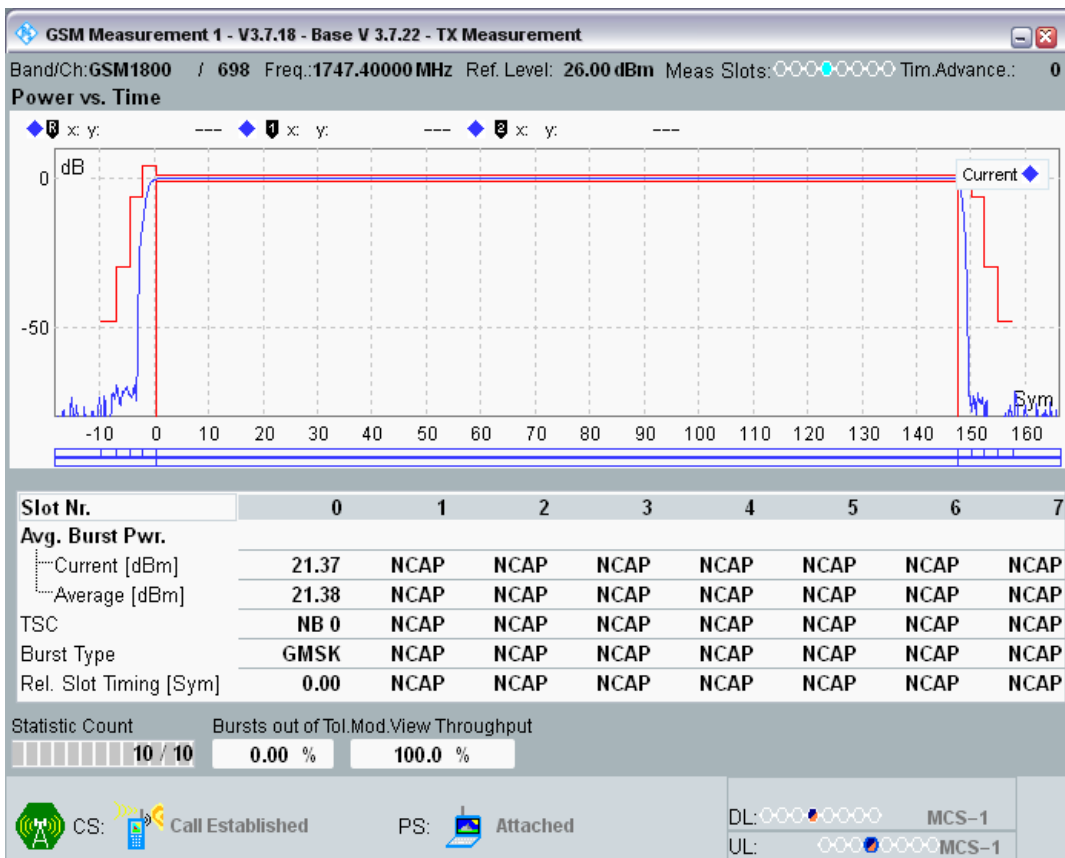 GSM Measurement 1 - V3.7.18 - Base V 3.7.22 - TX Measurement
Band/Ch:GSM1800 / 698 Freq.:1747.40000 MHz Ref. Level: 26.00 dBm Meas Slots: Tim.Advance.: 0
Power vs. Time
R x: y: --- 1 x: y: --- 2 x: y: ---
dB
Current
0
-50
Sym
-10 0 10 20 30 40 50 60 70 80 90 100 110 120 130 140 150 160
Slot Nr. 0 1 2 3 4 5 6 7
Avg. Burst Pwr.
Current [dBm] 21.37 NCAP NCAP NCAP NCAP NCAP NCAP NCAP
Average [dBm] 21.38 NCAP NCAP NCAP NCAP NCAP NCAP NCAP
TSC NB 0 NCAP NCAP NCAP NCAP NCAP NCAP NCAP
Burst Type GMSK NCAP NCAP NCAP NCAP NCAP NCAP NCAP
Rel. Slot Timing [Sym] 0.00 NCAP NCAP NCAP NCAP NCAP NCAP NCAP
Statistic Count Bursts out of Tol.Mod.View Throughput
10 / 10 0.00 % 100.0 %
CS: Call Established PS: Attached
DL: MCS-1
UL: MCS-1